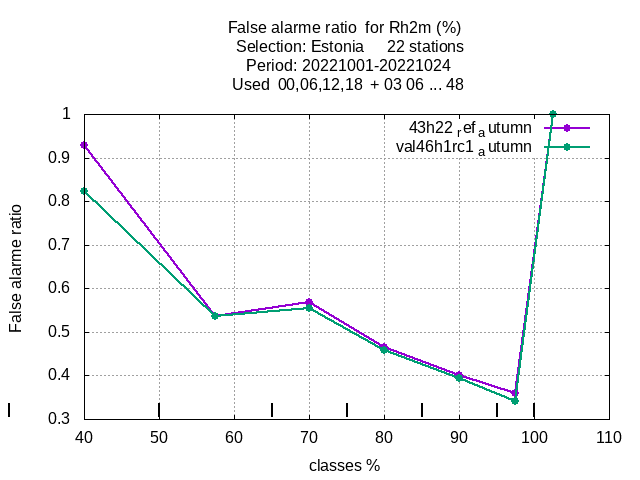 False alarme ratio for Rh2m (%)
Selection: Estonia 22 stations
Period: 20221001-20221024
Used 00,06,12,18 + 03 06 ... 48
43h22 ref autumn
val46h1rc1 autumn
1
0.9
0.8
0.7
0.6
0.5
0.4
0.3
False alarme ratio
40 50 60 70 80 90 100 110
classes %